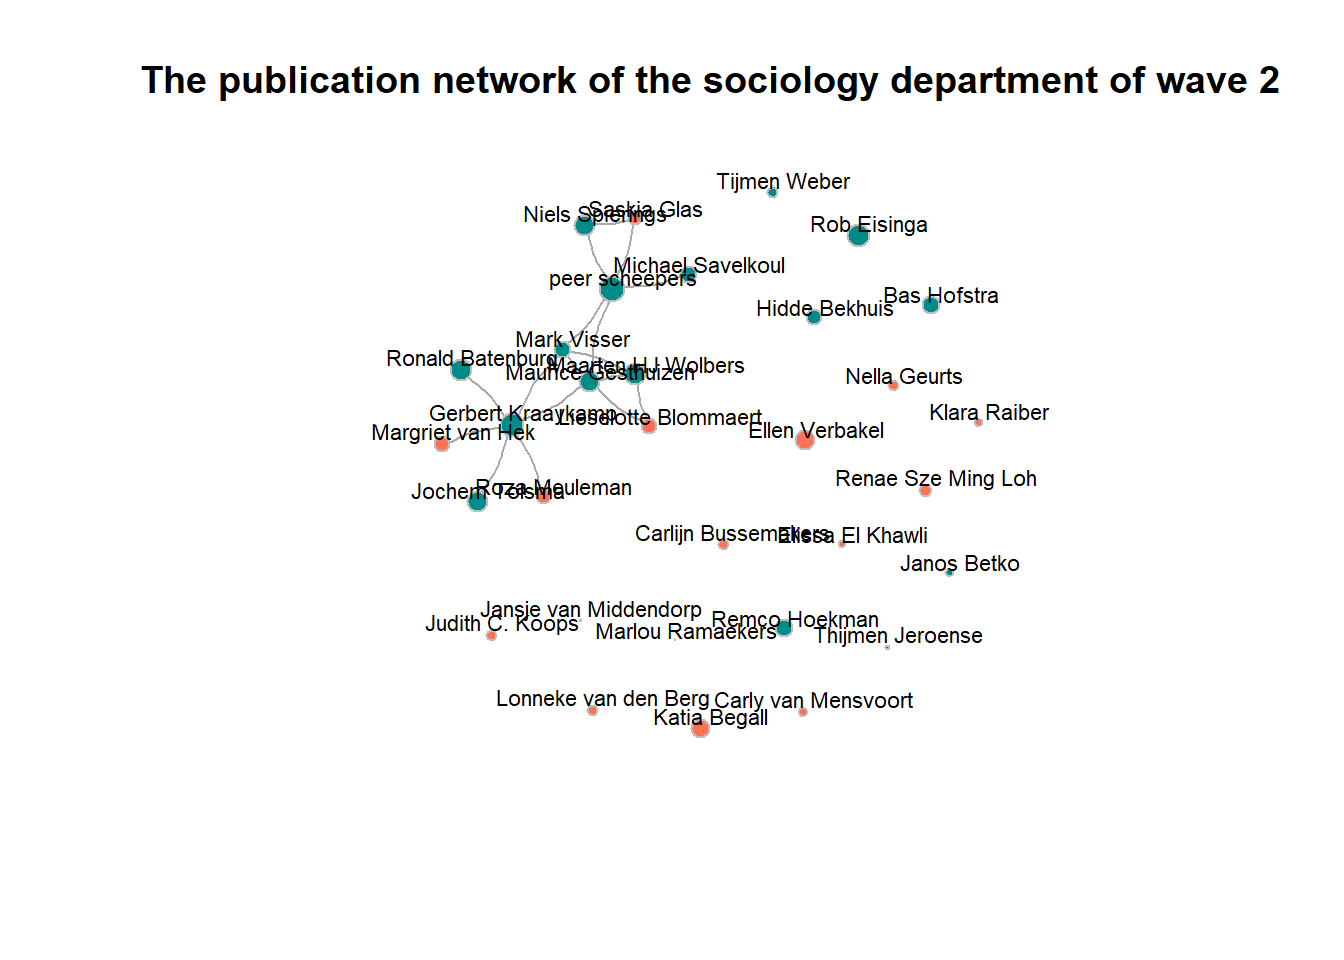 The publication network of the sociology department of wave 2
Tijmen Weber
Saskia Glas
Niels Spierings
Rob Eisinga
Michael Savelkoul
peer scheepers
Bas Hofstra
Hidde Bekhuis
Mark Visser
Ronald Batenburg
Maarten HJ Wolbers
Maurice Gesthuizen
Nella Geurts
Gerbert Kraaykamp
Lieselotte Blommaert
Klara Raiber
Margriet van Hek
Ellen Verbakel
Renae Sze Ming Loh
Roza Meuleman
Jochem Tolsma
Carlijn Bussemakers
Elissa El Khawli
Janos Betko
Jansje van Middendorp
Judith C. Koops
Remco Hoekman
Marlou Ramaekers
Thijmen Jeroense
Lonneke van den Berg
Carly van Mensvoort
Katia Begall